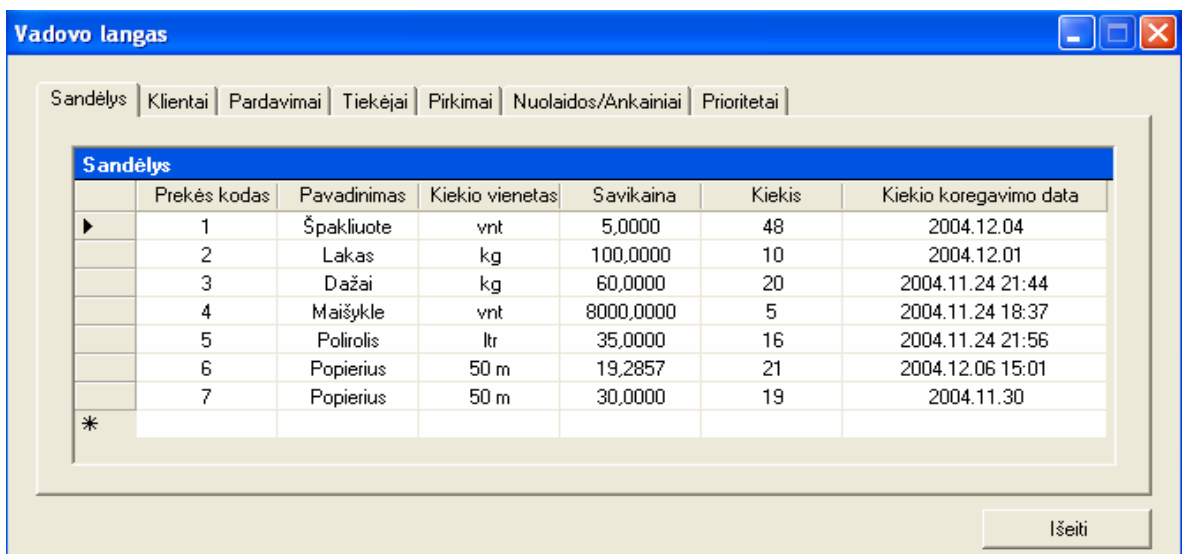 Vadovo langas
Sandėlys Klientai Pardavimai Tiekėjai Pirkimai Nuolaidos/Ankainiai Prioritetai
Sandėlys
Prekės kodas Pavadinimas Kiekio vienetas Savikaina Kiekis Kiekio koregavimo data
1 Špakliuote vnt 5,0000 48 2004.12.04
2 Lakas kg 100,0000 10 2004.12.01
3 Dažai kg 60,0000 20 2004.11.24 21:44
4 Maišykle vnt 8000,0000 5 2004.11.24 18:37
5 Polirolis ltr 35,0000 16 2004.11.24 21:56
6 Popierius 50 m 19,2857 21 2004.12.06 15:01
7 Popierius 50 m 30,0000 19 2004.11.30
Išeiti